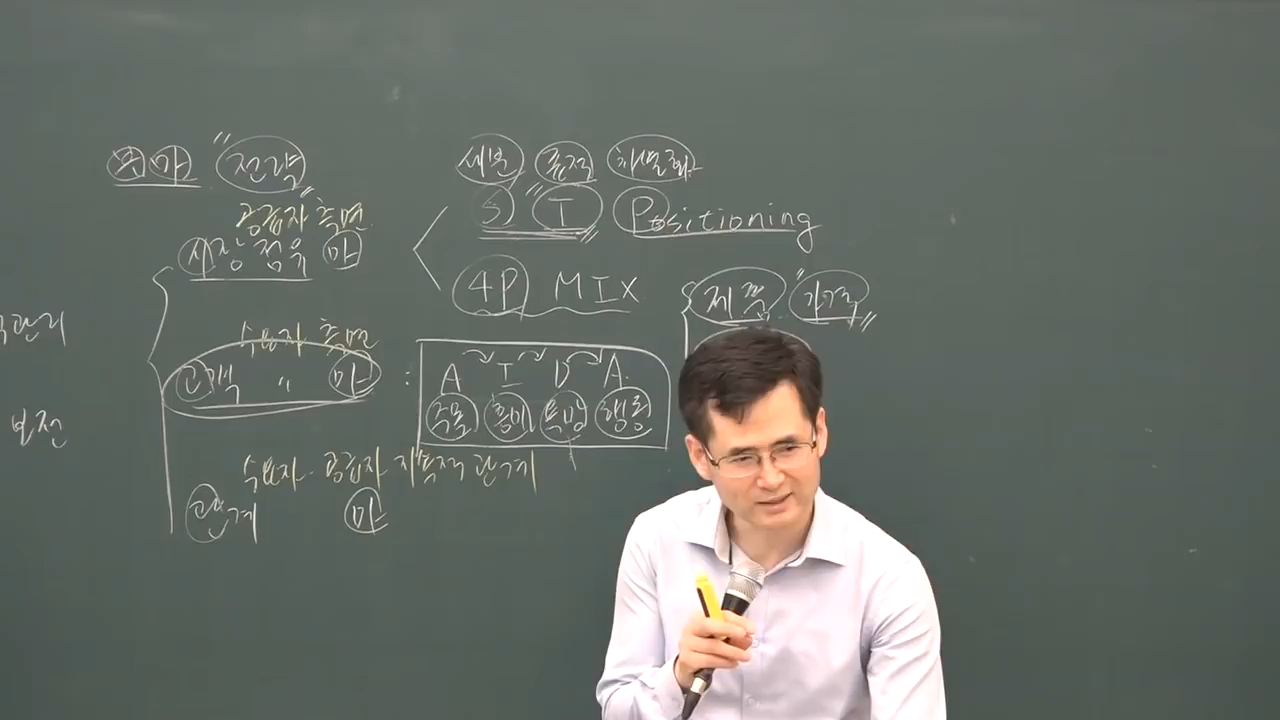 마 "전략"
세분 표적 차별화
S "T" Positioning
공급자 측면
시장 점유 마
4P MIX
제품 "가격"
관리
수요자 측면
고객 〃 마 :
A I D A
주목 흥미 욕망 행동
보전
수요자 - 공급자 지속적 관계
관계 마